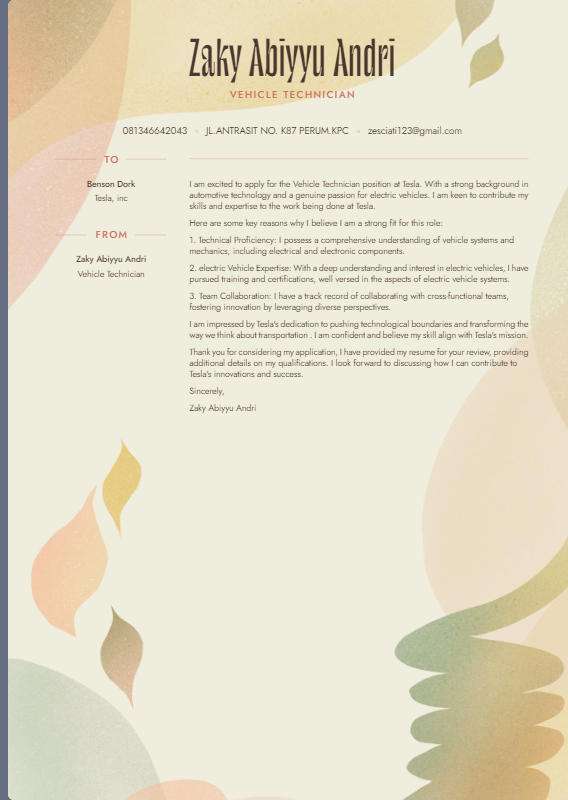 Zaky Abiyyu Andri
VEHICLE TECHNICIAN
081346642043 JL.ANTRASIT NO. K87 PERUM.KPC zesciati123@gmail.com
TO
Benson Dork
Tesla, inc
FROM
Zaky Abiyyu Andri
Vehicle Technician
I am excited to apply for the Vehicle Technician position at Tesla. With a strong background in
automotive technology and a genuine passion for electric vehicles. I am keen to contribute my
skills and expertise to the work being done at Tesla.
Here are some key reasons why I believe I am a strong fit for this role:
1. Technical Proficiency: I possess a comprehensive understanding of vehicle systems and
mechanics, including electrical and electronic components.
2. electric Vehicle Expertise: With a deep understanding and interest in electric vehicles, I have
pursued training and certifications, well versed in the aspects of electric vehicle systems.
3. Team Collaboration: I have a track record of collaborating with cross-functional teams,
fostering innovation by leveraging diverse perspectives.
I am impressed by Tesla's dedication to pushing technological boundaries and transforming the
way we think about transportation . I am confident and believe my skill align with Tesla's mission.
Thank you for considering my application, I have provided my resume for your review, providing
additional details on my qualifications. I look forward to discussing how I can contribute to
Tesla's innovations and success.
Sincerely,
Zaky Abiyyu Andri